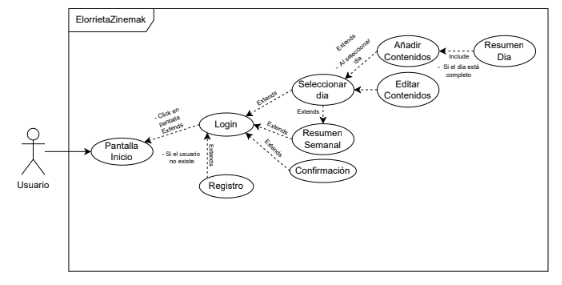 ElorrietaZinemak
Usuario
Pantalla
Inicio
- Click en
pantalla
Extends
Login
- Si el usuario
no existe
Extends
Registro
Extends
Seleccionar
dia
Extends
Extends
Resumen
Semanal
Extends
Confirmación
Extends
- Al seleccionar
dia
Añadir
Contenidos
Editar
Contenidos
Include
- Si el día está
completo
Resumen
Dia